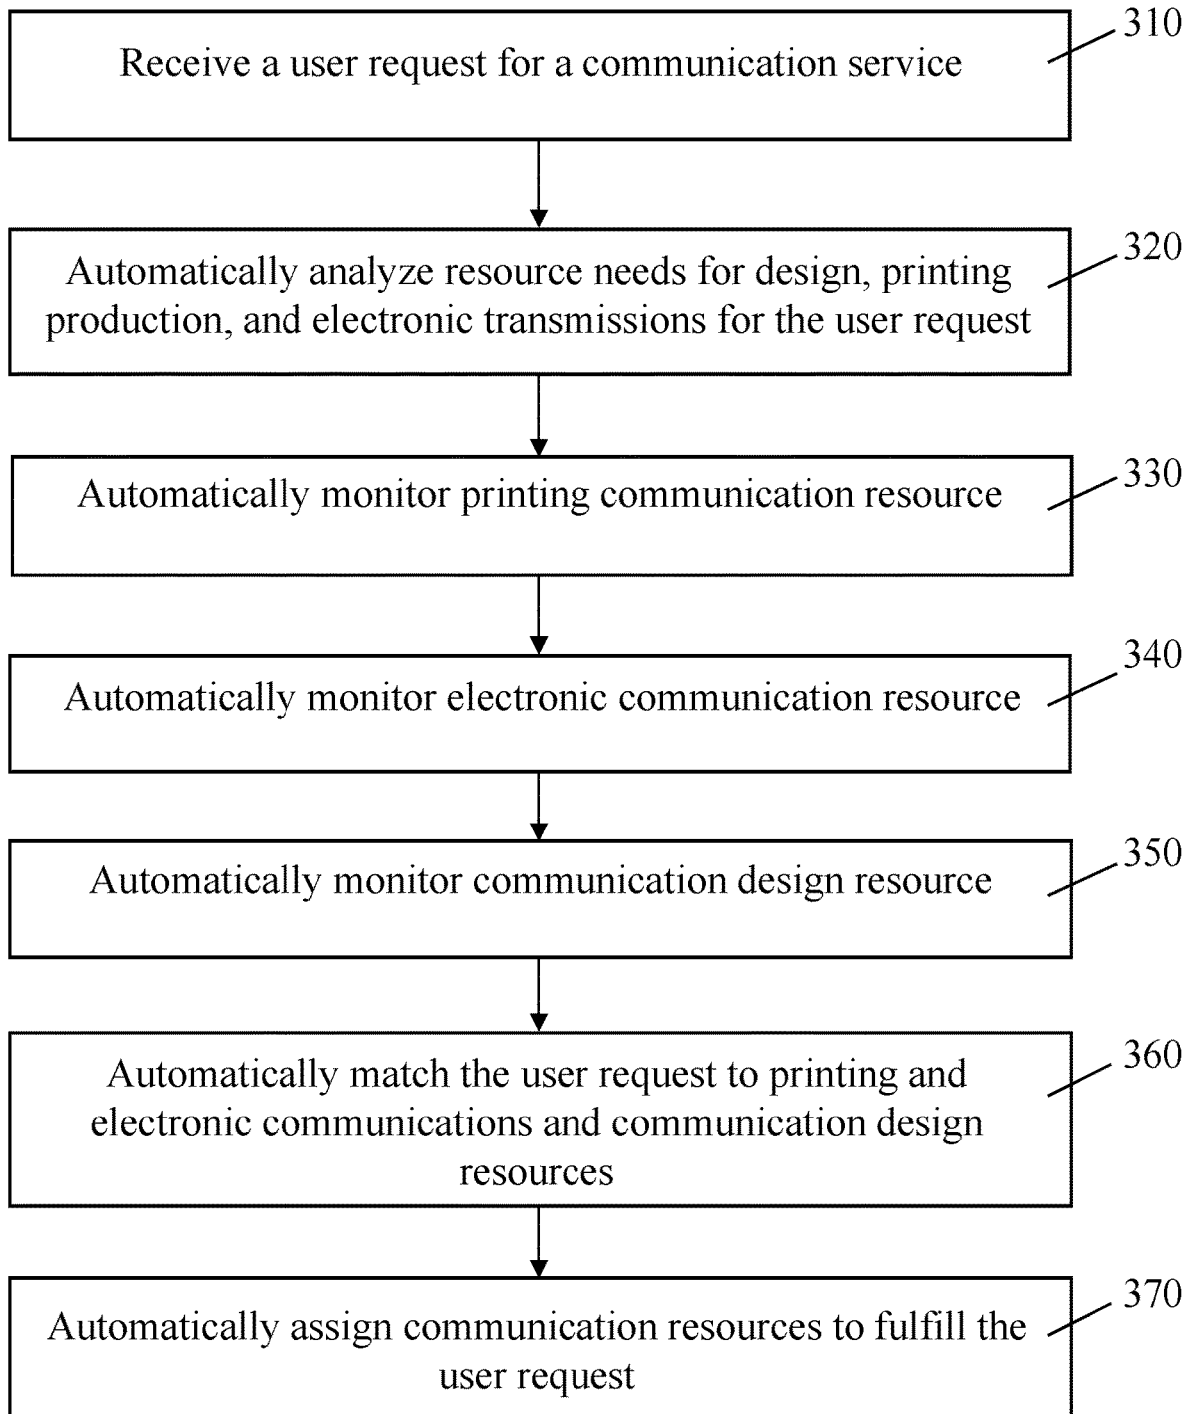 310
Receive a user request for a communication service
320
Automatically analyze resource needs for design, printing
production, and electronic transmissions for the user request
330
Automatically monitor printing communication resource
340
Automatically monitor electronic communication resource
350
Automatically monitor communication design resource
360
Automatically match the user request to printing and
electronic communications and communication design
resources
370
Automatically assign communication resources to fulfill the
user request